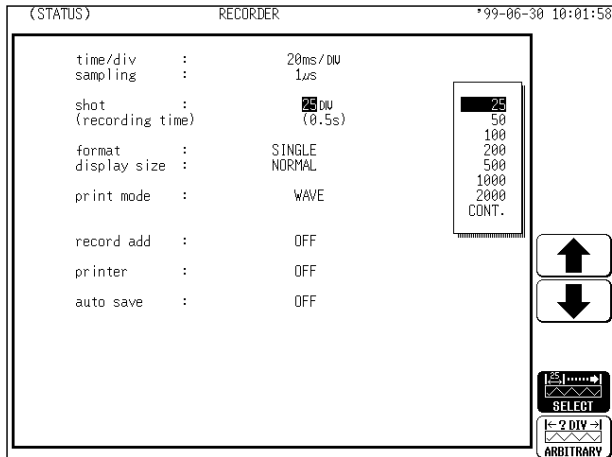 (STATUS) RECORDER '99-06-30 10:01:58
time/div : 20ms/DIV
sampling : 1µs
shot : 25 DIV
(recording time) (0.5s)
format : SINGLE
display size : NORMAL
print mode : WAVE
record add : OFF
printer : OFF
auto save : OFF
25
50
100
200
500
1000
2000
CONT.
25
SELECT
? DIV
ARBITRARY